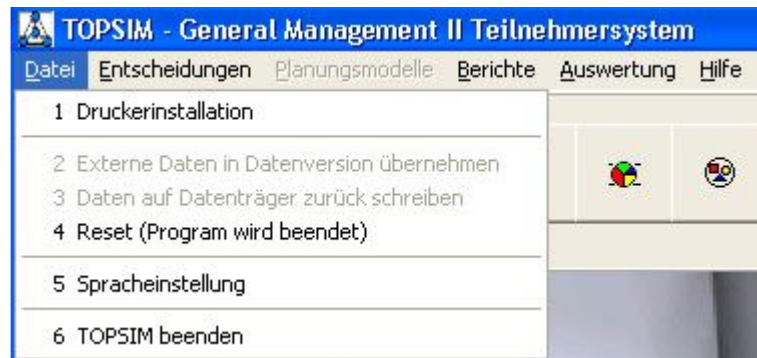 TOPSIM - General Management II Teilnehmersystem
Datei Entscheidungen Planungsmodelle Berichte Auswertung Hilfe
1 Druckerinstallation
2 Externe Daten in Datenversion übernehmen
3 Daten auf Datenträger zurück schreiben
4 Reset (Program wird beendet)
5 Spracheinstellung
6 TOPSIM beenden